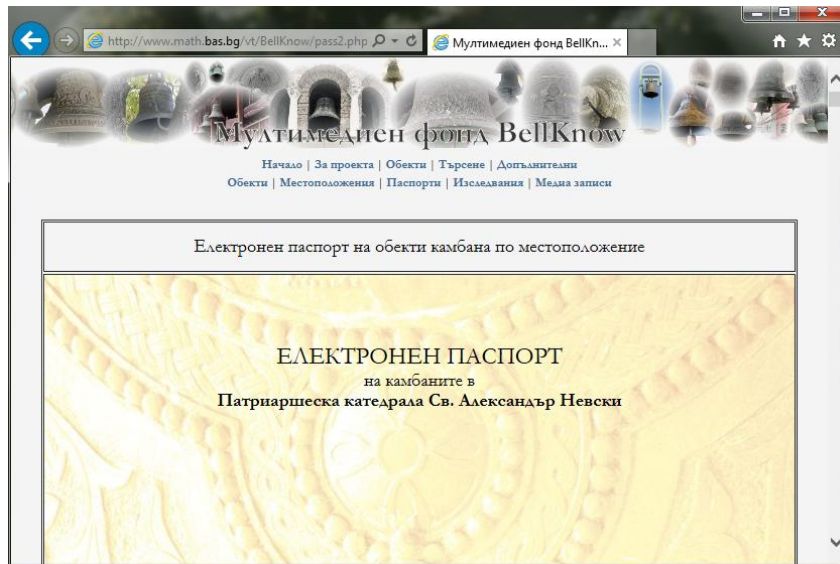 http://www.math.bas.bg/vt/BellKnow/pass2.php
Мултимедиен фонд BellKn...
Мултимедиен фонд BellKnow
Начало | За проекта | Обекти | Търсене | Допълнителни
Обекти | Местоположения | Паспорти | Изследвания | Медиа записи
Електронен паспорт на обекти камбана по местоположение
ЕЛЕКТРОНЕН ПАСПОРТ
на камбаните в
Патриаршеска катедрала Св. Александър Невски